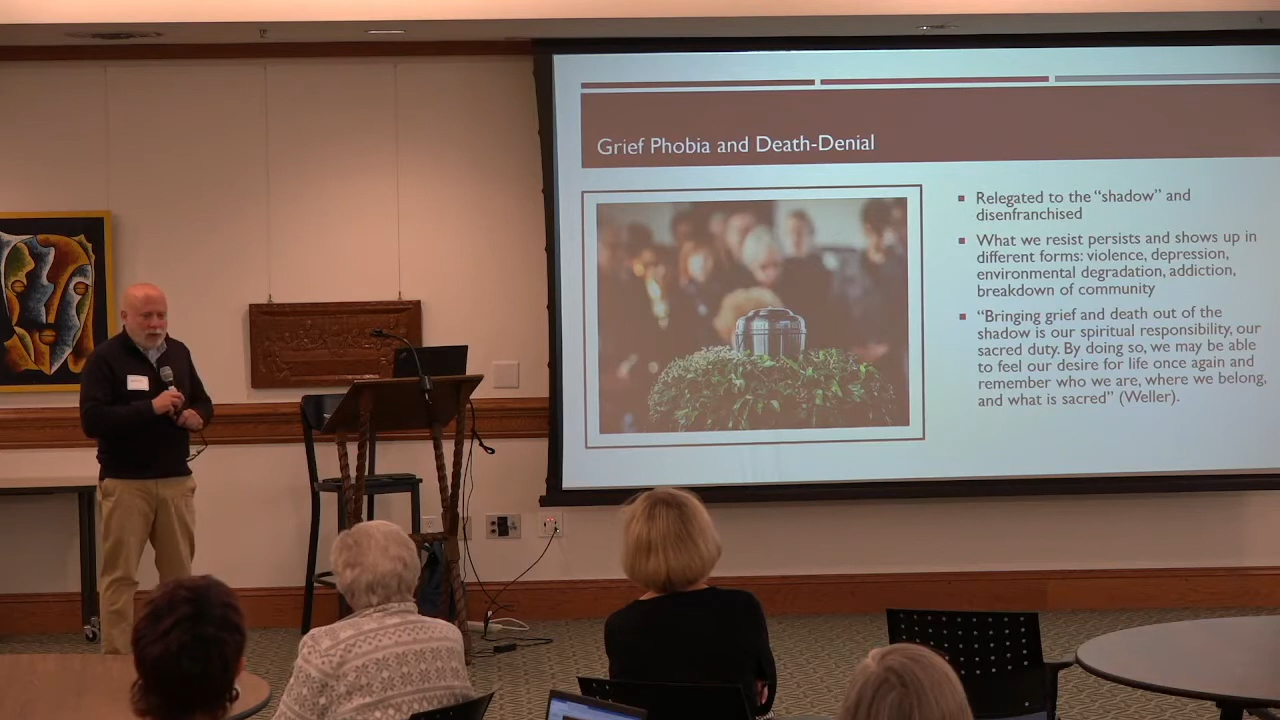 Grief Phobia and Death-Denial
Relegated to the “shadow” and
disenfranchised
What we resist persists and shows up in
different forms: violence, depression,
environmental degradation, addiction,
breakdown of community
“Bringing grief and death out of the
shadow is our spiritual responsibility, our
sacred duty. By doing so, we may be able
to feel our desire for life once again and
remember who we are, where we belong,
and what is sacred” (Weller).